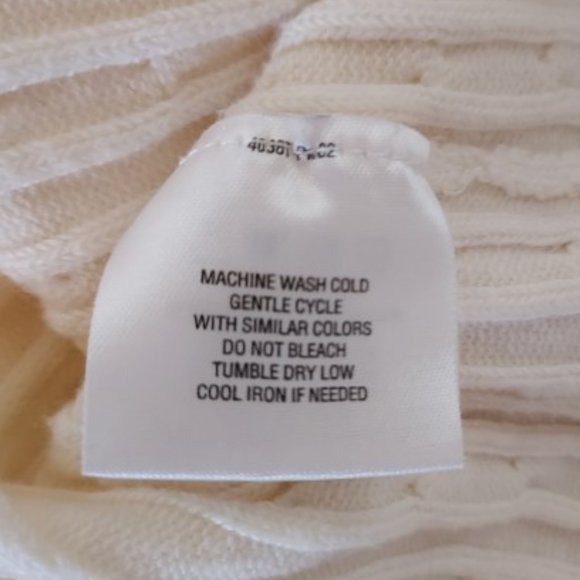 MACHINE WASH COLD
GENTLE CYCLE
WITH SIMILAR COLORS
DO NOT BLEACH
TUMBLE DRY LOW
COOL IRON IF NEEDED